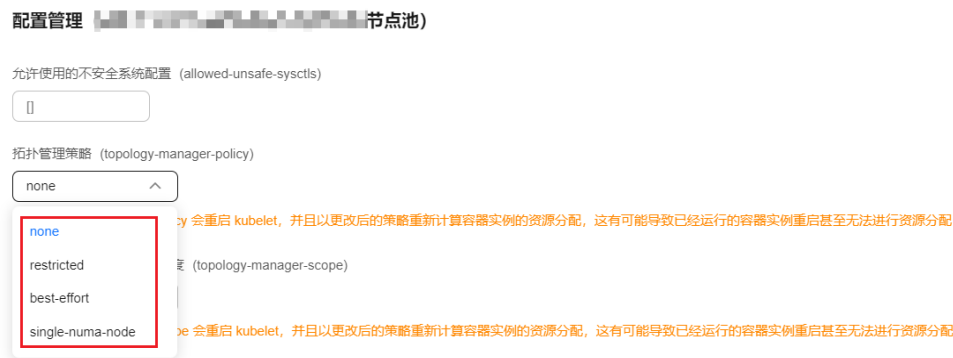 配置管理
节点池）
允许使用的不安全系统配置 (allowed-unsafe-sysctls)
[]
拓扑管理策略 (topology-manager-policy)
none
cy 会重启 kubelet，并且以更改后的策略重新计算容器实例的资源分配，这有可能导致已经运行的容器实例重启甚至无法进行资源分配
none
restricted
(topology-manager-scope)
best-effort
single-numa-node
pe 会重启 kubelet，并且以更改后的策略重新计算容器实例的资源分配，这有可能导致已经运行的容器实例重启甚至无法进行资源分配